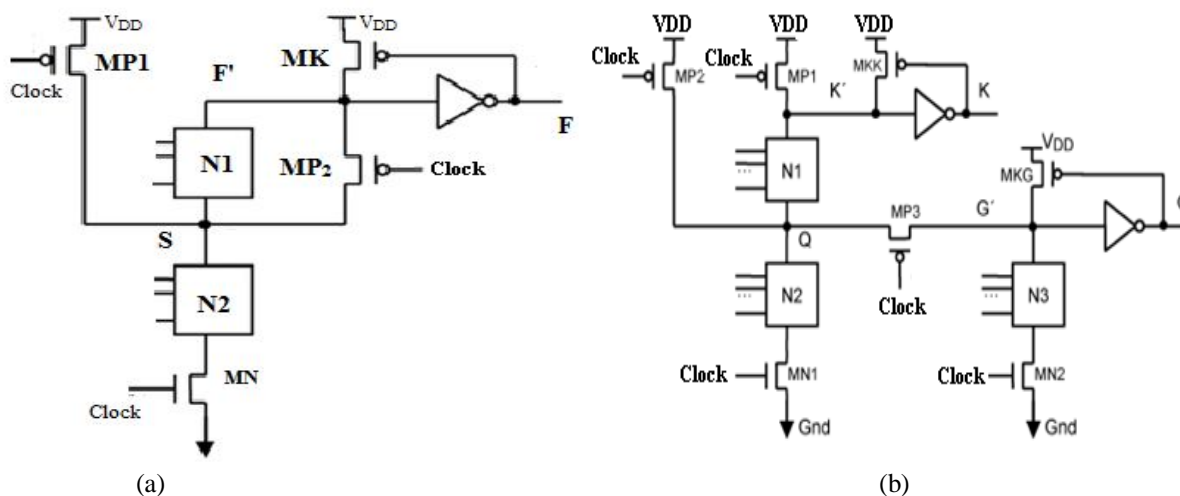 VDD
MP1
Clock
VDD
MK
F'
F
N1
MP2
Clock
S
N2
MN
Clock
(a)
VDD
VDD
VDD
Clock
MP2
Clock
MP1
MKK
K´
K
N1
...
VDD
MKG
MP3
G´
Q
Clock
N2
...
N3
...
Clock
MN1
Gnd
Clock
MN2
Gnd
(b)